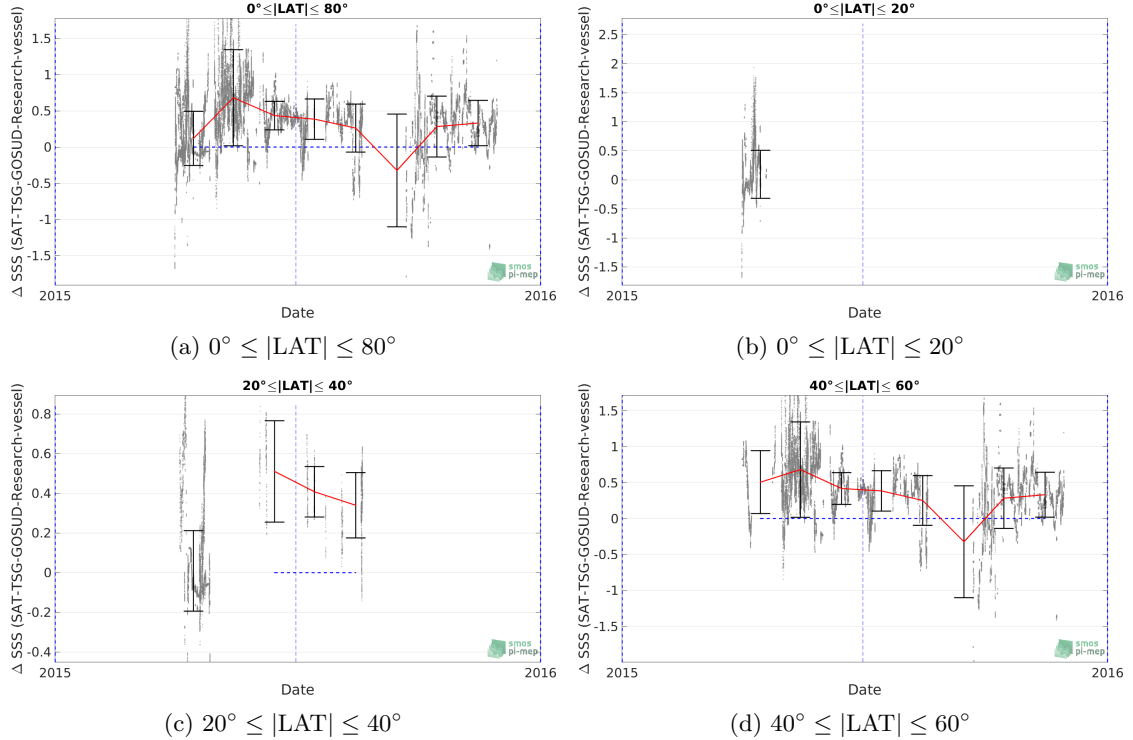 0°≤|LAT|≤ 80°
Δ SSS (SAT-TSG-GOSUD-Research-vessel)
1.5
1
0.5
0
-0.5
-1
-1.5
2015
2016
Date
smos
pi-mep
(a) 0° ≤ |LAT| ≤ 80°
0°≤|LAT|≤ 20°
Δ SSS (SAT-TSG-GOSUD-Research-vessel)
2.5
2
1.5
1
0.5
0
-0.5
-1
-1.5
2015
2016
Date
smos
pi-mep
(b) 0° ≤ |LAT| ≤ 20°
20°≤|LAT|≤ 40°
Δ SSS (SAT-TSG-GOSUD-Research-vessel)
0.8
0.6
0.4
0.2
0
-0.2
-0.4
2015
2016
Date
smos
pi-mep
(c) 20° ≤ |LAT| ≤ 40°
40°≤|LAT|≤ 60°
Δ SSS (SAT-TSG-GOSUD-Research-vessel)
1.5
1
0.5
0
-0.5
-1
-1.5
2015
2016
Date
smos
pi-mep
(d) 40° ≤ |LAT| ≤ 60°